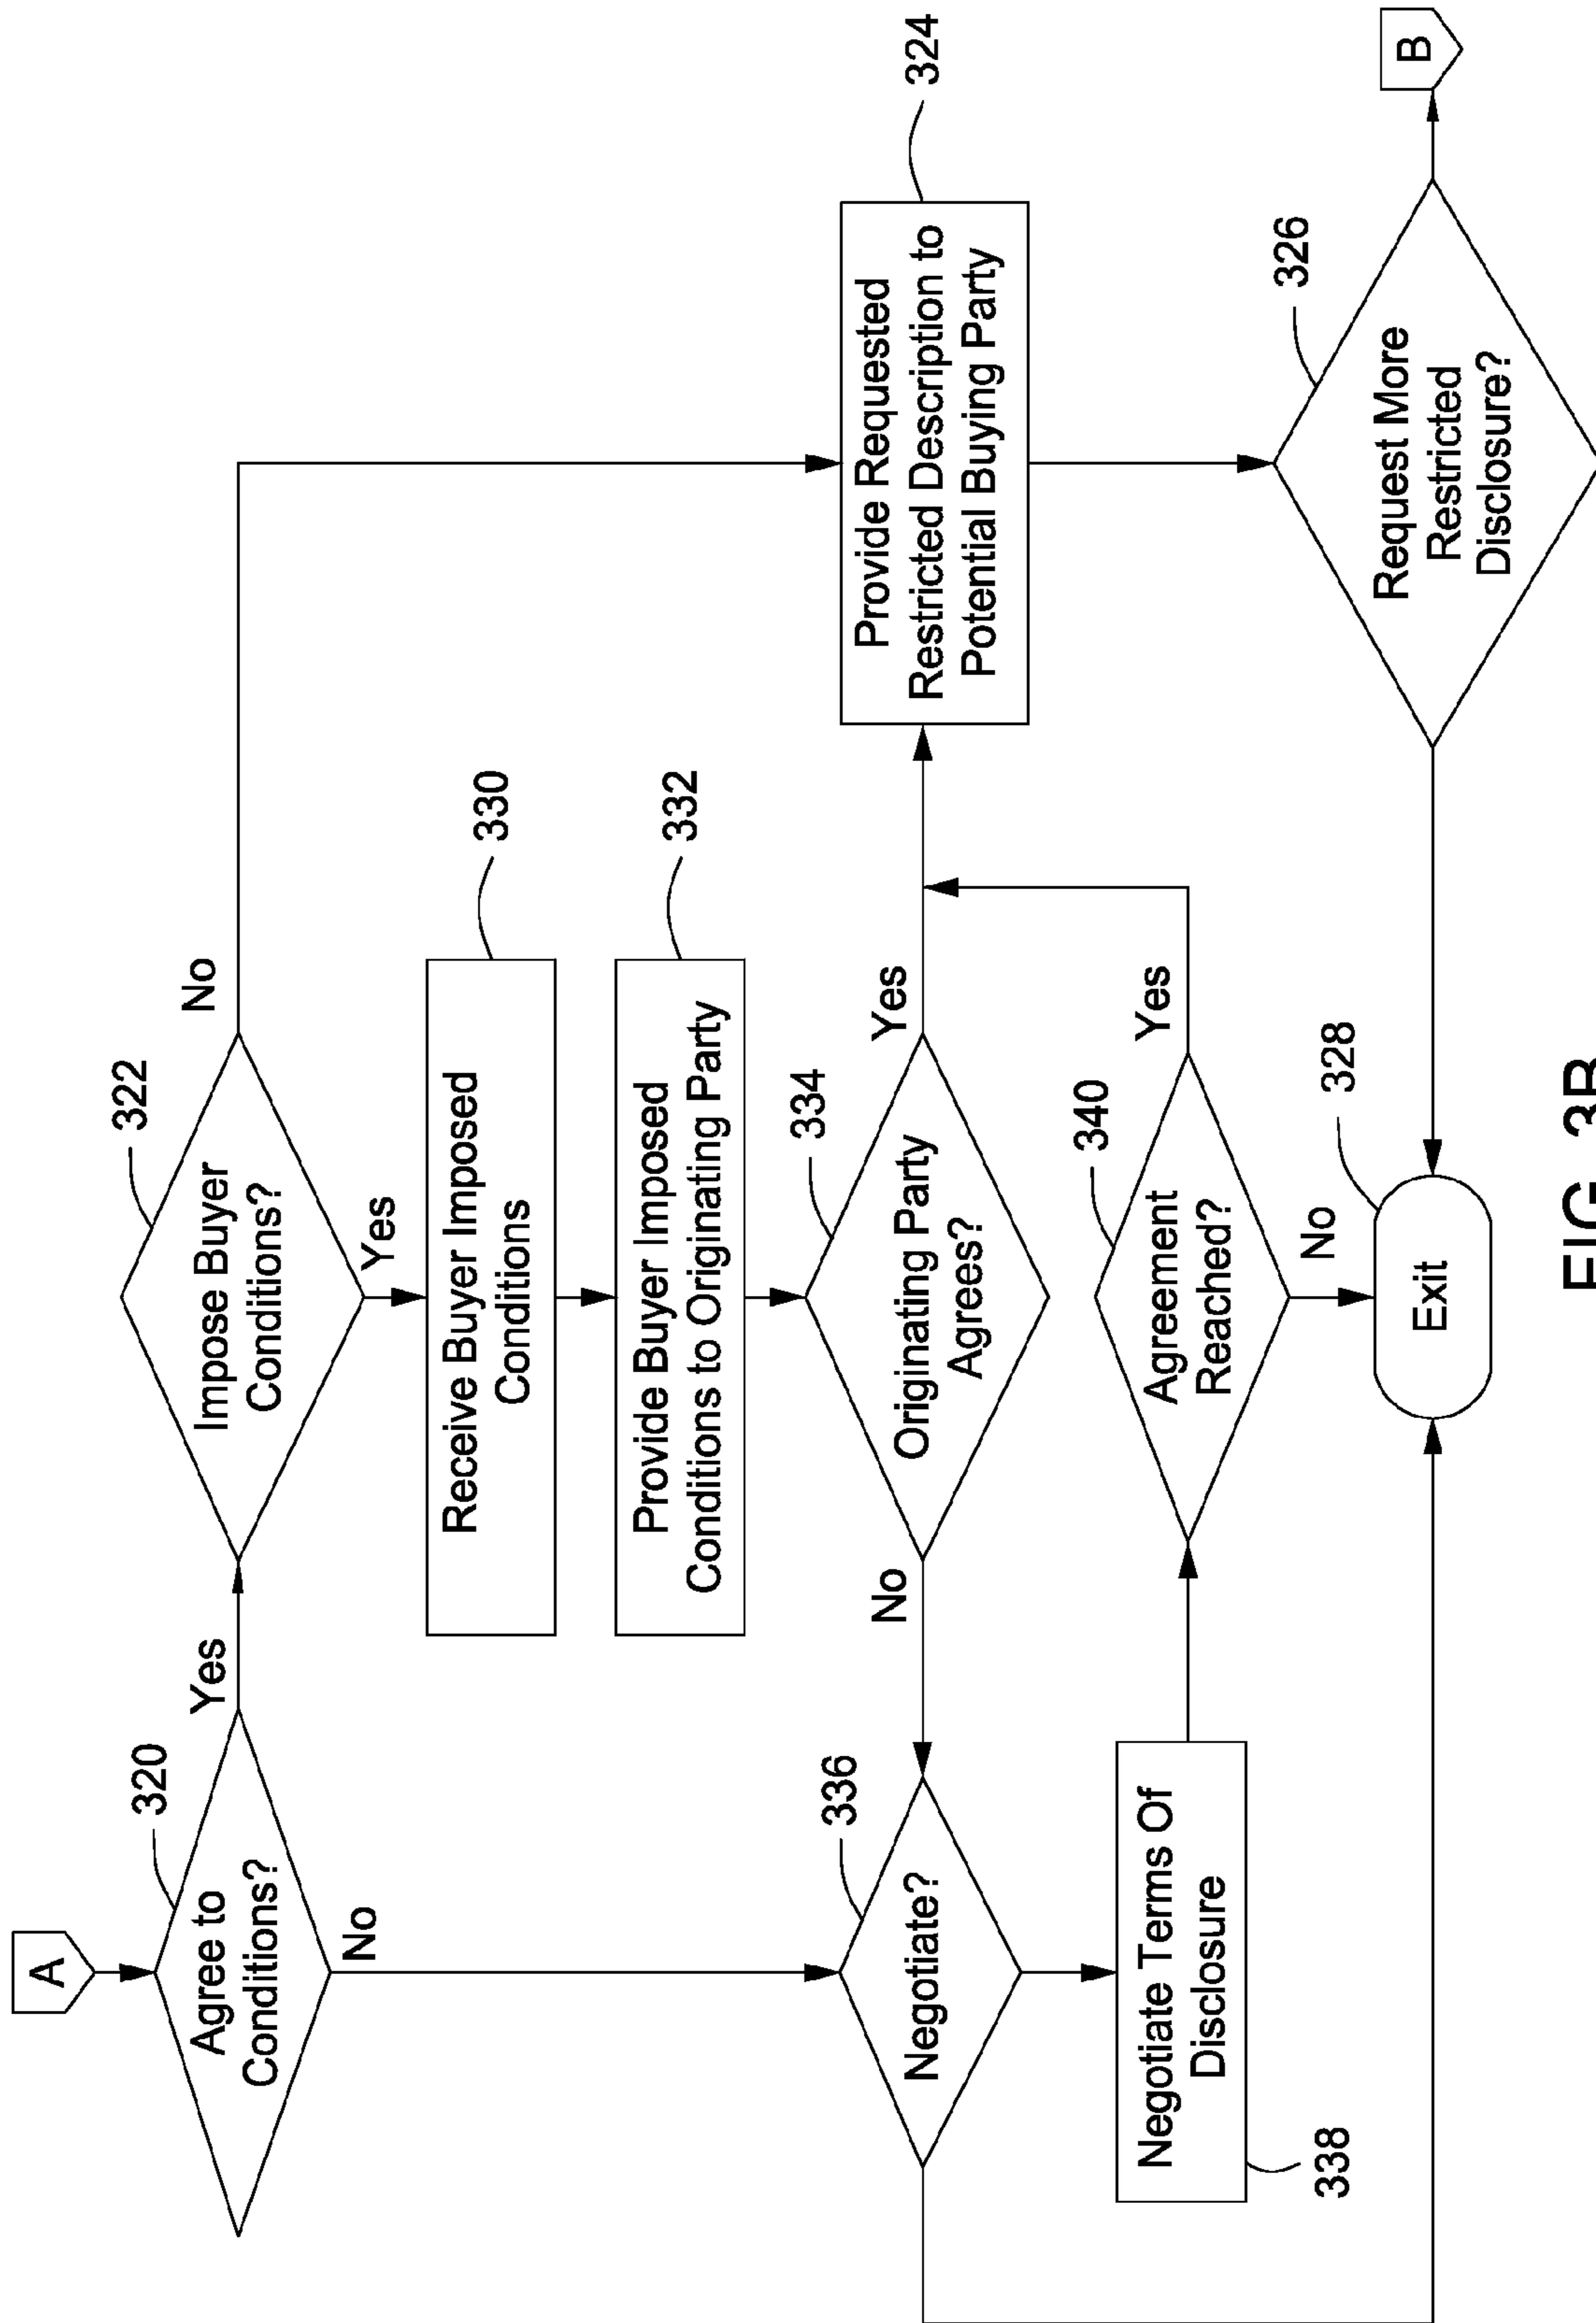 A
320
Agree to
Conditions?
Yes
No
322
Impose Buyer
Conditions?
No
Yes
330
Receive Buyer Imposed
Conditions
332
Provide Buyer Imposed
Conditions to Originating Party
334
Originating Party
Agrees?
Yes
No
324
Provide Requested
Restricted Description to
Potential Buying Party
336
Negotiate?
338
Negotiate Terms Of
Disclosure
340
Agreement
Reached?
Yes
No
328
Exit
326
Request More
Restricted
Disclosure?
B
FIG. 3B